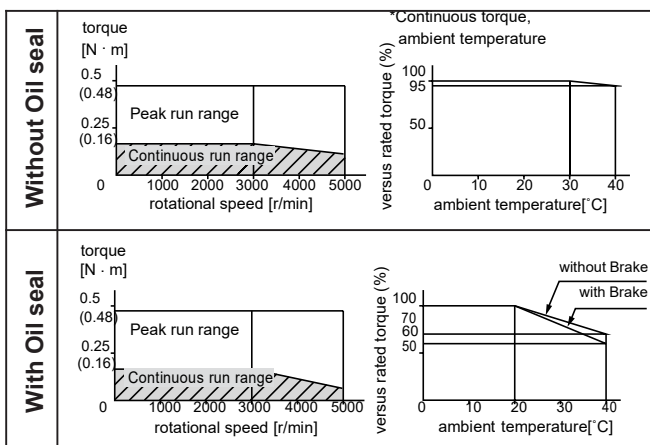 Without Oil seal
torque
[N · m]
0.5
(0.48)
0.25
(0.16)
0
Peak run range
Continuous run range
1000 2000 3000 4000 5000
rotational speed [r/min]
*Continuous torque,
ambient temperature
versus rated torque (%)
100
95
50
0
10 20 30 40
ambient temperature[˚C]
With Oil seal
torque
[N · m]
0.5
(0.48)
0.25
(0.16)
0
Peak run range
Continuous run range
1000 2000 3000 4000 5000
rotational speed [r/min]
versus rated torque (%)
without Brake
with Brake
100
70
60
50
0
10 20 30 40
ambient temperature[˚C]